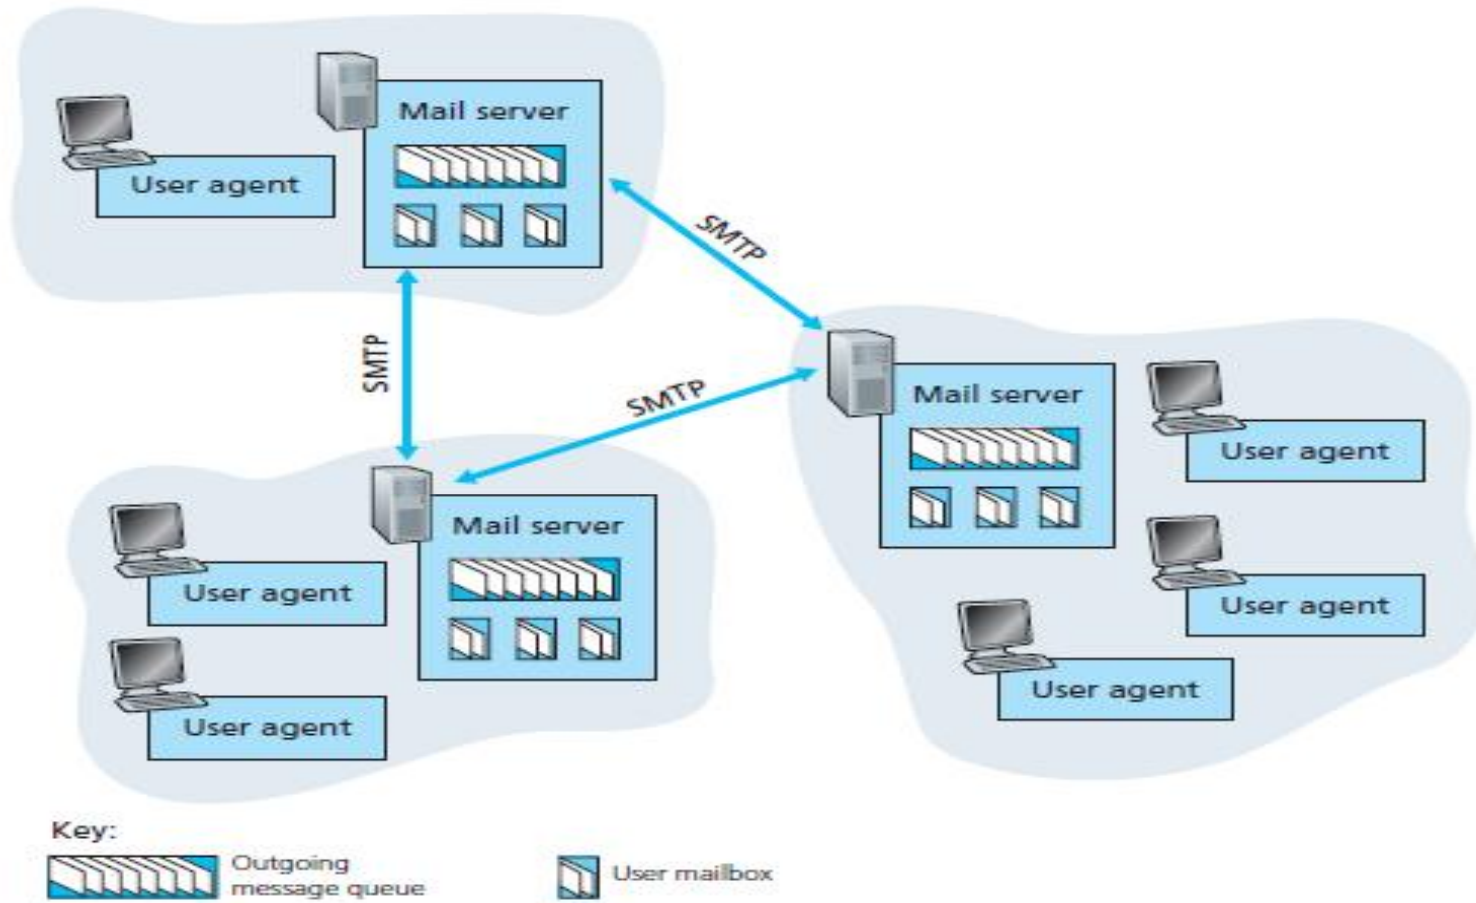 Mail server
User agent
SMTP
SMTP
SMTP
Mail server
User agent
User agent
User agent
Mail server
User agent
User agent
Key:
Outgoing
message queue
User mailbox